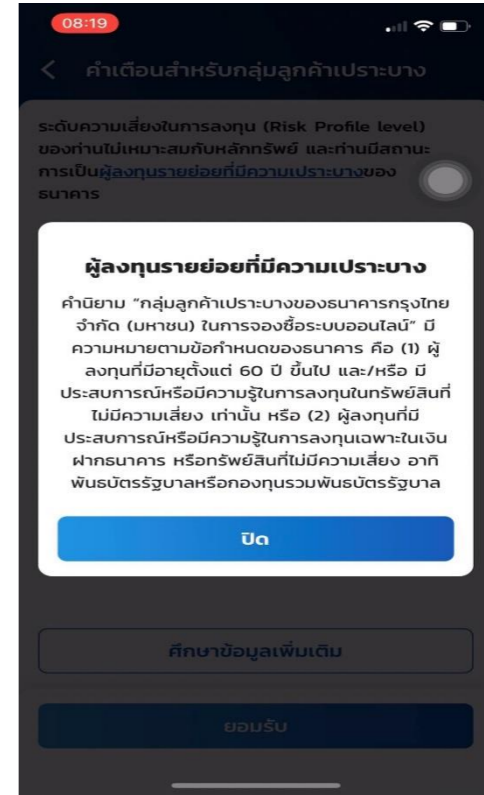 08:19
คำเตือนสำหรับกลุ่มลูกค้าเปราะบาง
ระดับความเสี่ยงในการลงทุน (Risk Profile level)
ของท่านไม่เหมาะสมกับหลักทรัพย์ และท่านมีสถานะ
การเป็นผู้ลงทุนรายย่อยที่มีความเปราะบางของ
ธนาคาร
ผู้ลงทุนรายย่อยที่มีความเปราะบาง
คำนิยาม “กลุ่มลูกค้าเปราะบางของธนาคารกรุงไทย
จำกัด (มหาชน) ในการจองซื้อระบบออนไลน์” มี
ความหมายตามข้อกำหนดของธนาคาร คือ (1) ผู้
ลงทุนที่มีอายุตั้งแต่ 60 ปี ขึ้นไป และ/หรือ มี
ประสบการณ์หรือมีความรู้ในการลงทุนในทรัพย์สินที่
ไม่มีความเสี่ยง เท่านั้น หรือ (2) ผู้ลงทุนที่มี
ประสบการณ์หรือมีความรู้ในการลงทุนเฉพาะในเงิน
ฝากธนาคาร หรือทรัพย์สินที่ไม่มีความเสี่ยง อาทิ
พันธบัตรรัฐบาลหรือกองทุนรวมพันธบัตรรัฐบาล
ปิด
ศึกษาข้อมูลเพิ่มเติม
ยอมรับ